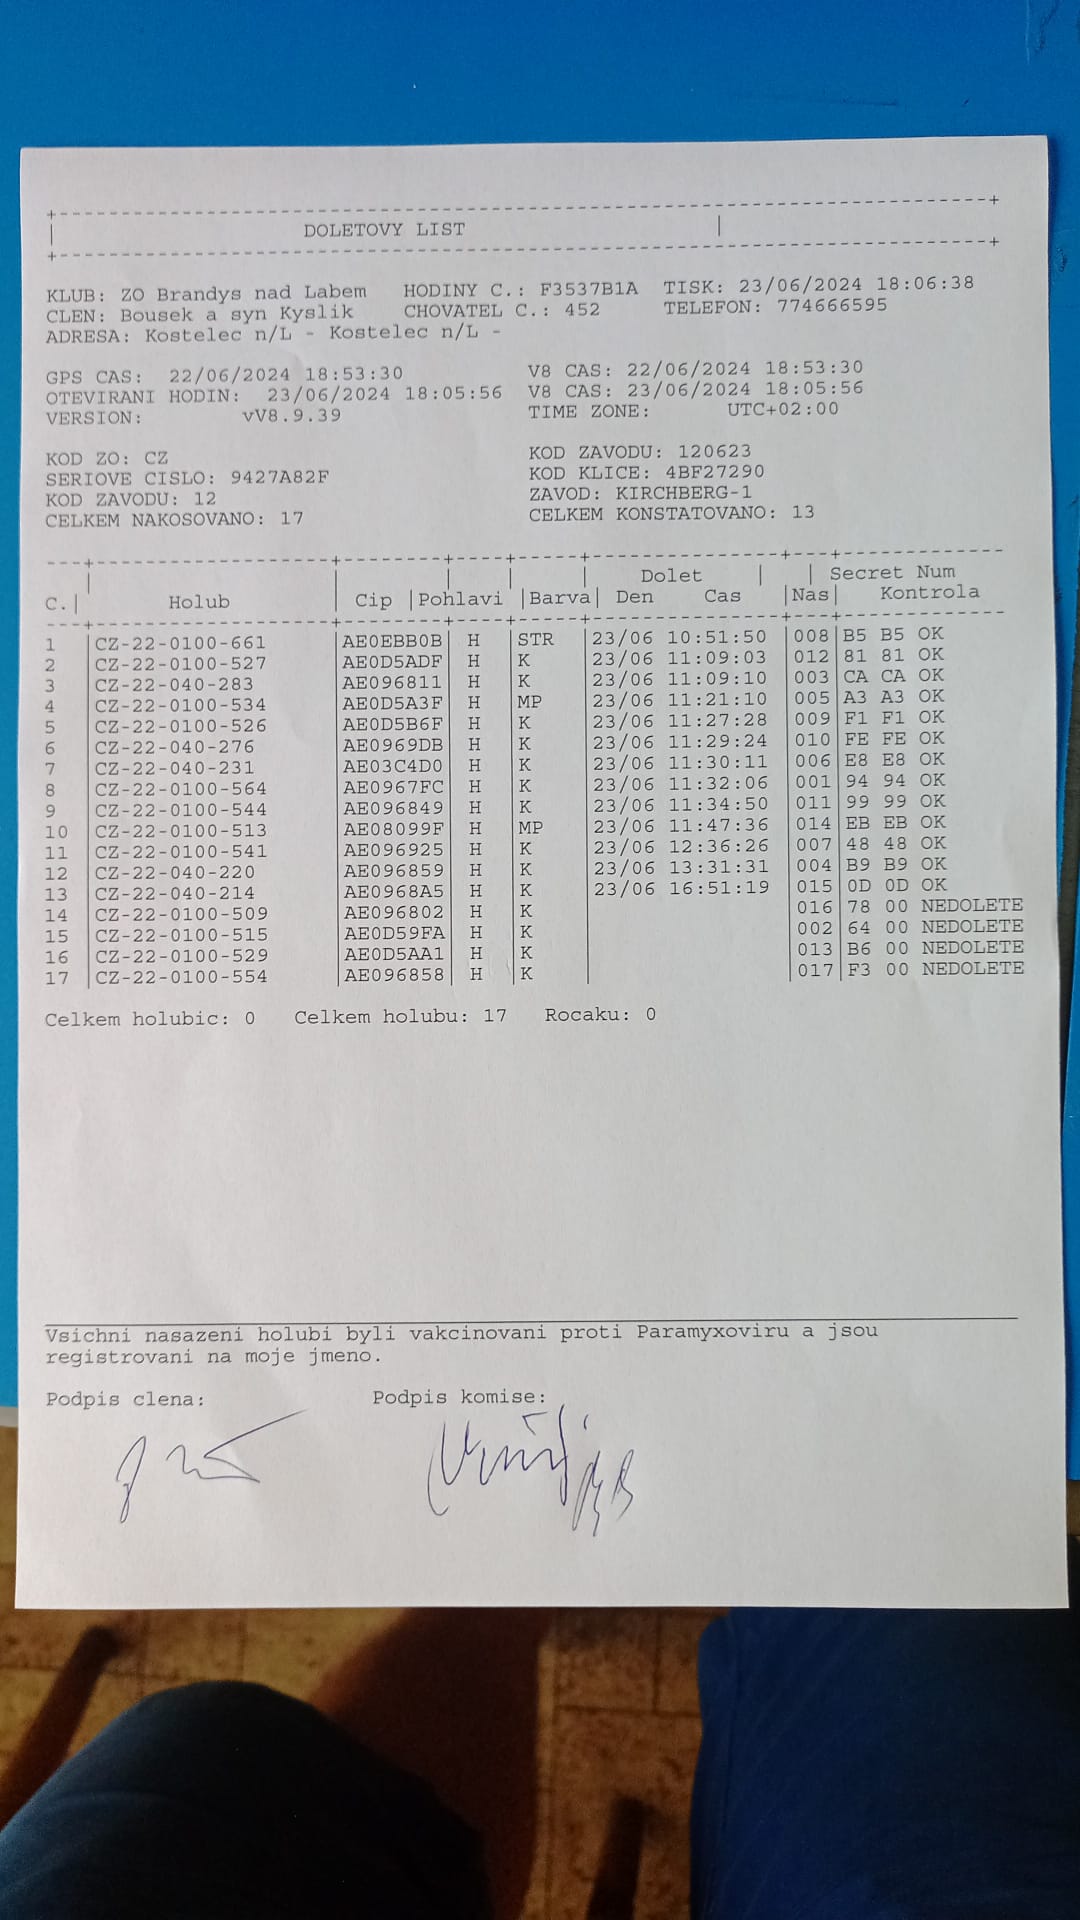 DOLETOVY LIST
KLUB: ZO Brandys nad Labem HODINY C.: F3537B1A TISK: 23/06/2024 18:06:38
CLEN: Bousek a syn Kyslik CHOVATEL C.: 452 TELEFON: 774666595
ADRESA: Kostelec n/L - Kostelec n/L -
GPS CAS: 22/06/2024 18:53:30 V8 CAS: 22/06/2024 18:53:30
OTEVIRANI HODIN: 23/06/2024 18:05:56 V8 CAS: 23/06/2024 18:05:56
VERSION: vV8.9.39 TIME ZONE: UTC+02:00
KOD ZO: CZ KOD ZAVODU: 120623
SERIOVE CISLO: 9427A82F KOD KLICE: 4BF27290
KOD ZAVODU: 12 ZAVOD: KIRCHBERG-1
CELKEM NAKOSOVANO: 17 CELKEM KONSTATOVANO: 13
Dolet | | Secret Num
C.| Holub | Cip |Pohlavi |Barva| Den Cas |Nas| Kontrola
1 |CZ-22-0100-661 |AE0EBB0B| H |STR |23/06 10:51:50 |008|B5 B5 OK
2 |CZ-22-0100-527 |AE0D5ADF| H |K |23/06 11:09:03 |012|81 81 OK
3 |CZ-22-040-283 |AE096811| H |K |23/06 11:09:10 |003|CA CA OK
4 |CZ-22-0100-534 |AE0D5A3F| H |MP |23/06 11:21:10 |005|A3 A3 OK
5 |CZ-22-0100-526 |AE0D5B6F| H |K |23/06 11:27:28 |009|F1 F1 OK
6 |CZ-22-040-276 |AE0969DB| H |K |23/06 11:29:24 |010|FE FE OK
7 |CZ-22-040-231 |AE03C4D0| H |K |23/06 11:30:11 |006|E8 E8 OK
8 |CZ-22-0100-564 |AE0967FC| H |K |23/06 11:32:06 |001|94 94 OK
9 |CZ-22-0100-544 |AE096849| H |K |23/06 11:34:50 |011|99 99 OK
10 |CZ-22-0100-513 |AE08099F| H |MP |23/06 11:47:36 |014|EB EB OK
11 |CZ-22-0100-541 |AE096925| H |K |23/06 12:36:26 |007|48 48 OK
12 |CZ-22-040-220 |AE096859| H |K |23/06 13:31:31 |004|B9 B9 OK
13 |CZ-22-040-214 |AE0968A5| H |K |23/06 16:51:19 |015|0D 0D OK
14 |CZ-22-0100-509 |AE096802| H |K | |016|78 00 NEDOLETE
15 |CZ-22-0100-515 |AE0D59FA| H |K | |002|64 00 NEDOLETE
16 |CZ-22-0100-529 |AE0D5AA1| H |K | |013|B6 00 NEDOLETE
17 |CZ-22-0100-554 |AE096858| H |K | |017|F3 00 NEDOLETE
Celkem holubic: 0 Celkem holubu: 17 Rocaku: 0
Vsichni nasazeni holubi byli vakcinovani proti Paramyxoviru a jsou
registrovani na moje jmeno.
Podpis clena: Podpis komise: